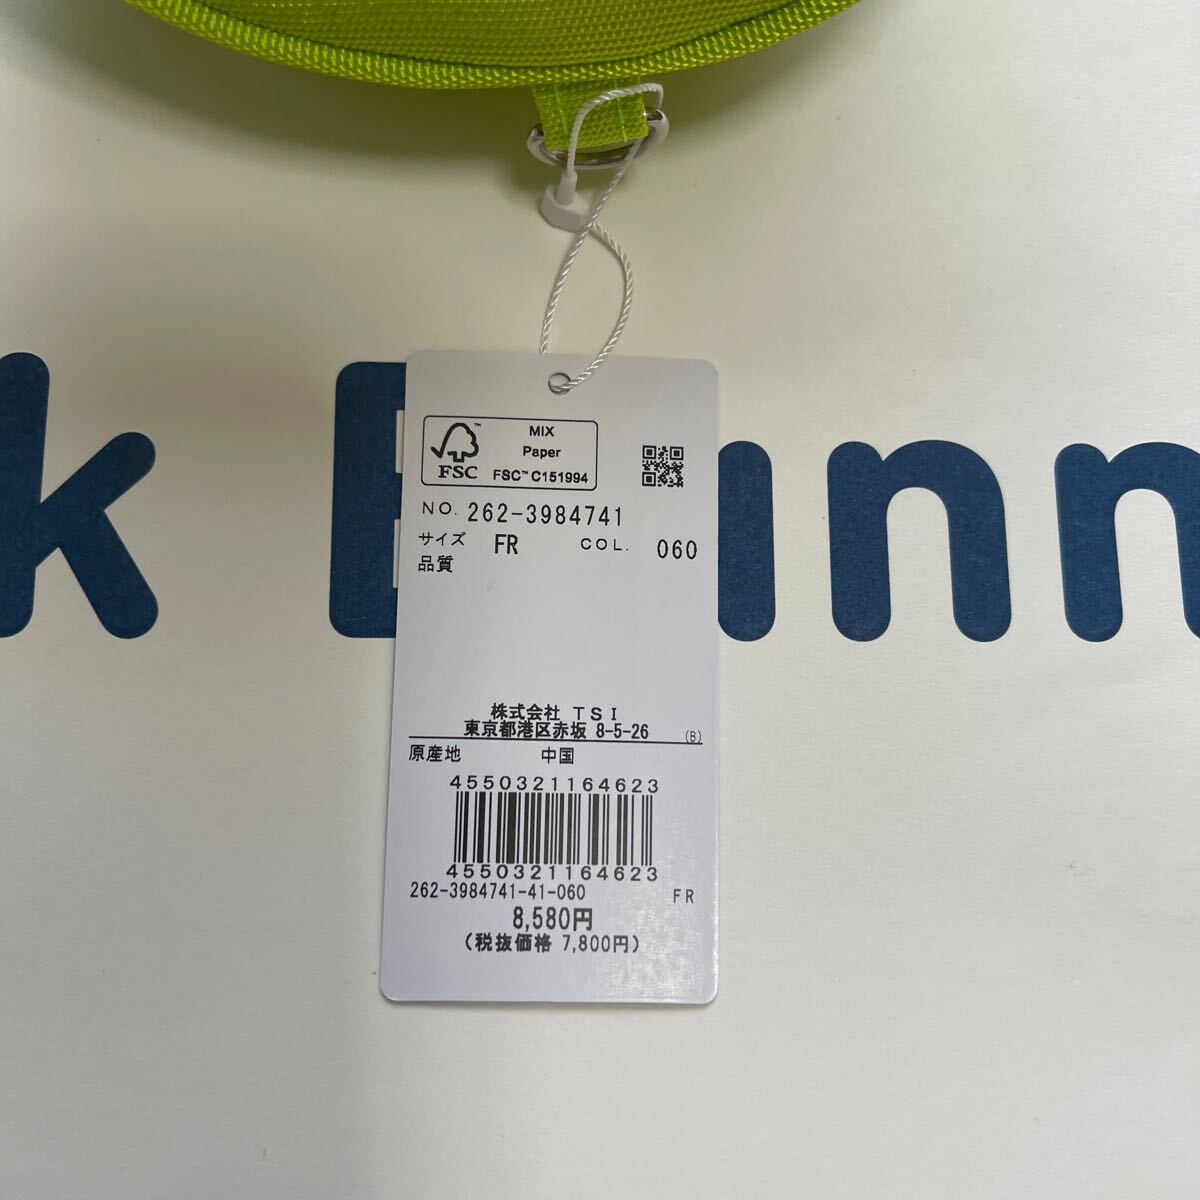 MIX
Paper
FSC™ C151994
FSC
NO. 262-3984741
サイズ FR COL. 060
品質
株式会社 TSI
東京都港区赤坂 8-5-26 (B)
原産地 中国
4550321164623
4550321164623
262-3984741-41-060 FR
8,580円
(税抜価格 7,800円)
k nn